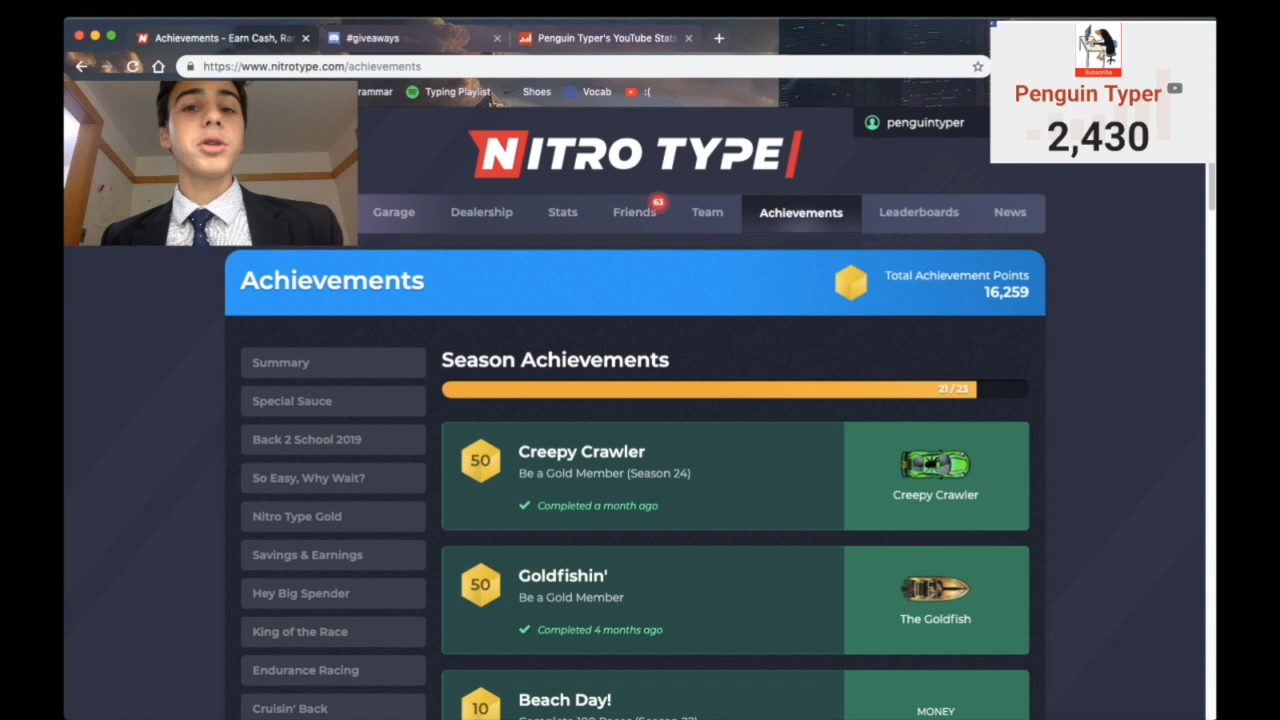 Achievements - Earn Cash, Ra
#giveaways
Penguin Typer's YouTube Stats
https://www.nitrotype.com/achievements
rammar
Typing Playlist
Shoes
Vocab
:(
Subscribe
Penguin Typer
2,430
penguintyper
NITRO TYPE
Garage
Dealership
Stats
Friends
63
Team
Achievements
Leaderboards
News
Achievements
Total Achievement Points
16,259
Summary
Special Sauce
Back 2 School 2019
So Easy, Why Wait?
Nitro Type Gold
Savings & Earnings
Hey Big Spender
King of the Race
Endurance Racing
Cruisin' Back
Season Achievements
21 / 23
50
Creepy Crawler
Be a Gold Member (Season 24)
Completed a month ago
Creepy Crawler
50
Goldfishin'
Be a Gold Member
Completed 4 months ago
The Goldfish
10
Beach Day!
MONEY